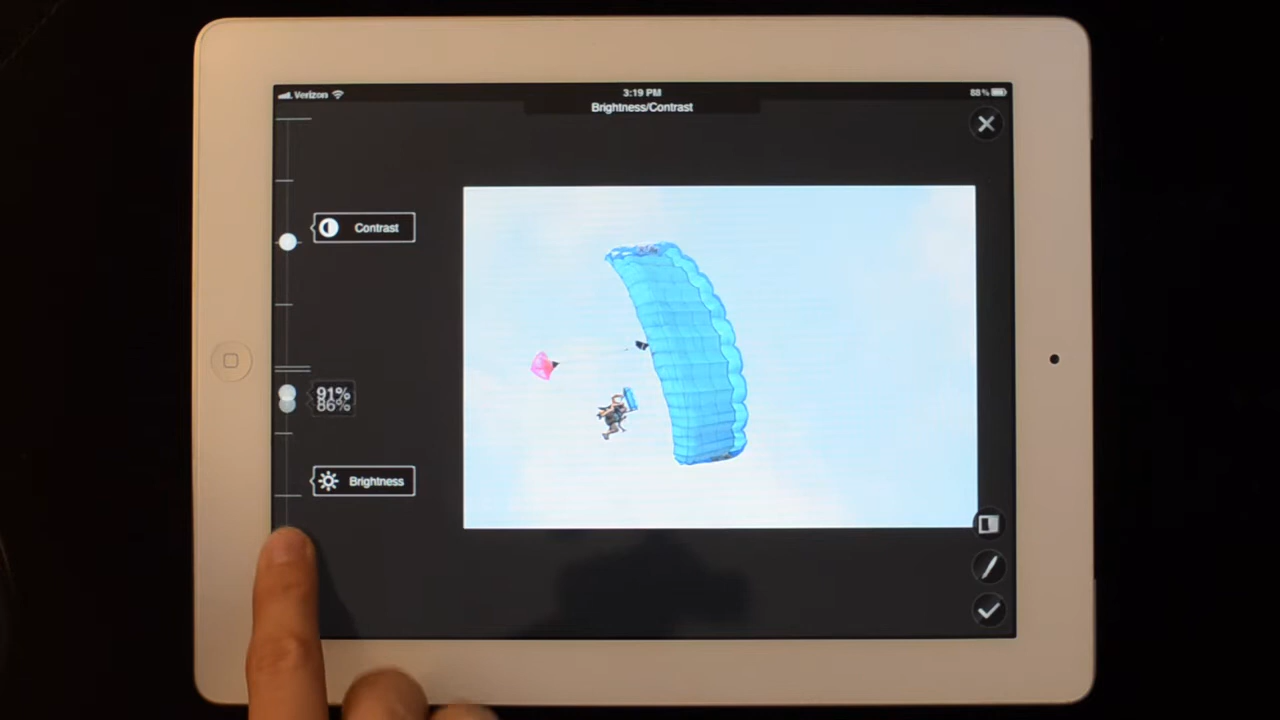 Verizon 3:19 PM 88%
Brightness/Contrast
Contrast
91%
86%
Brightness